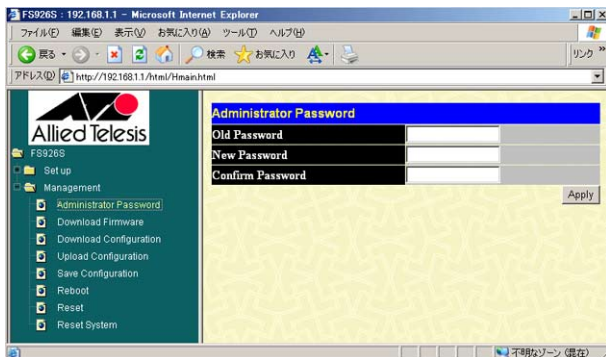 FS926S : 192.168.1.1 - Microsoft Internet Explorer
ファイル(F) 編集(E) 表示(V) お気に入り(A) ツール(T) ヘルプ(H)
戻る 検索 お気に入り リンク »
アドレス(D) http://192.168.1.1/html/Hmain.html
Allied Telesis
FS926S
Set up
Management
Administrator Password
Download Firmware
Download Configuration
Upload Configuration
Save Configuration
Reboot
Reset
Reset System
Administrator Password
Old Password
New Password
Confirm Password
Apply
不明なゾーン (混在)